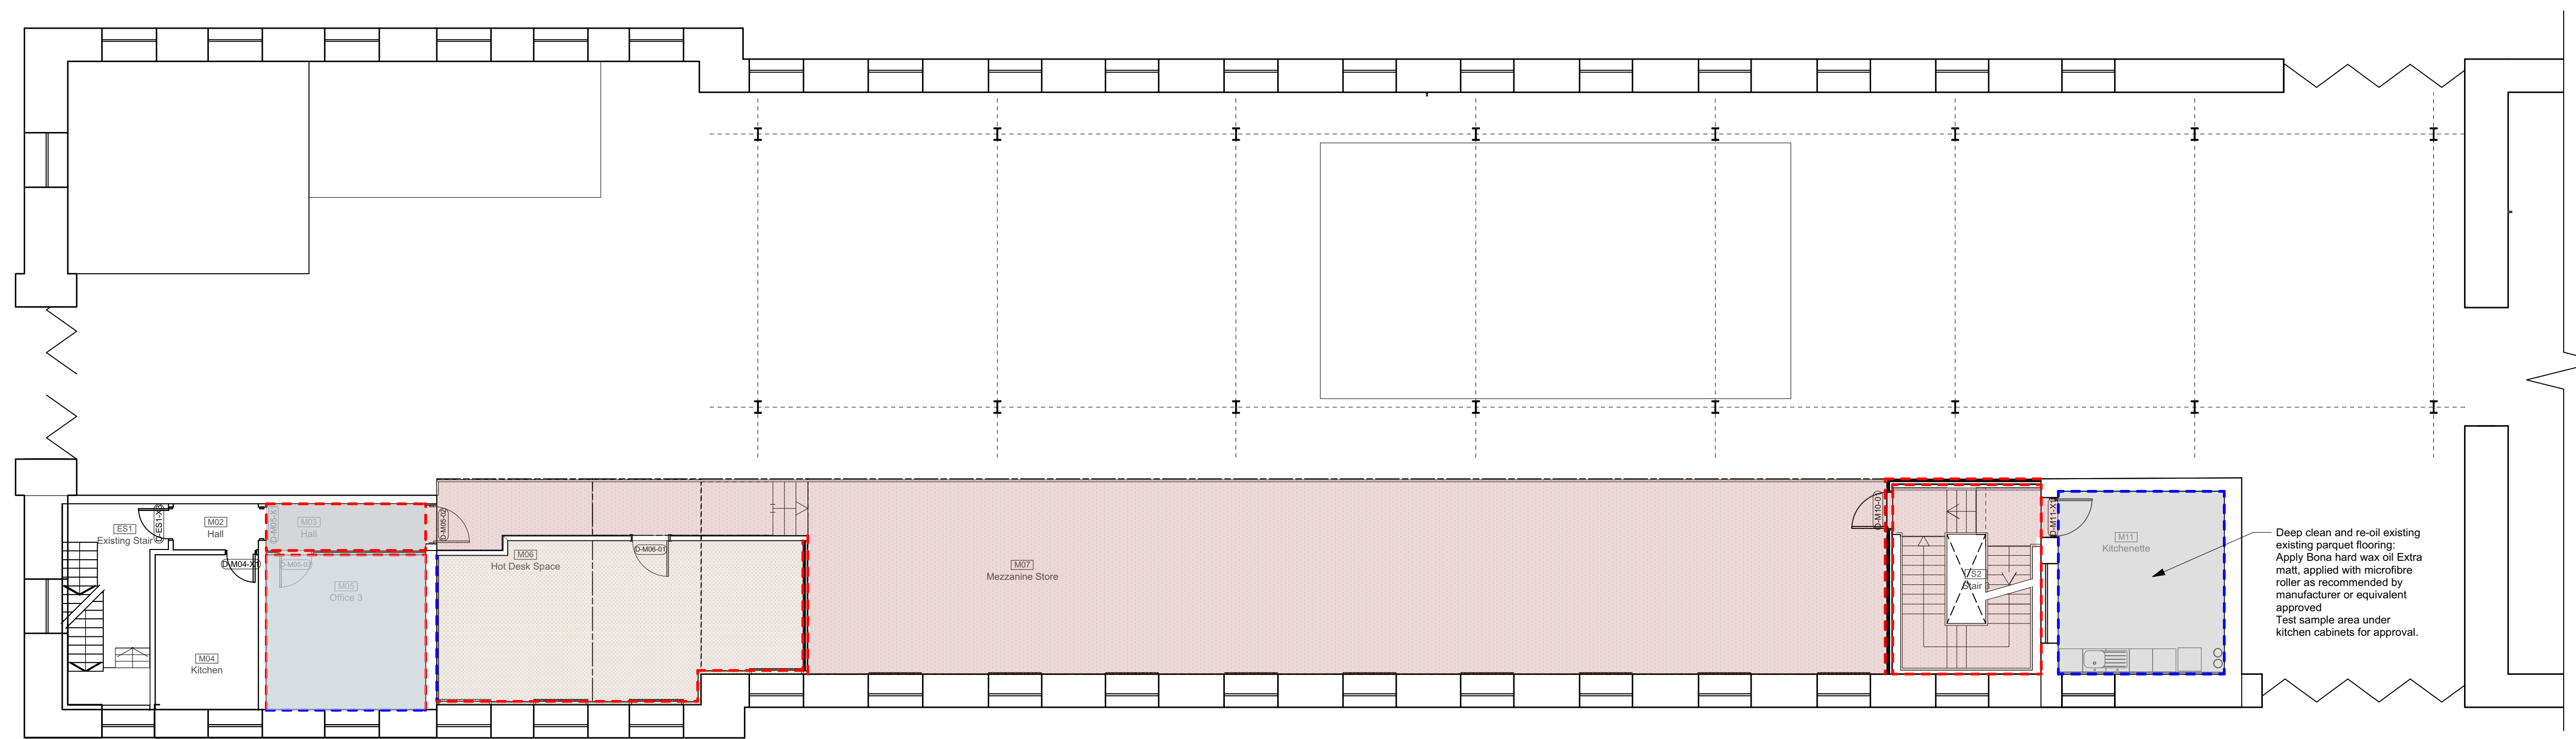 ES1
Existing Stair
D-ES1-X3
M02
Hall
D-M05-X1
M03
Hall
D-M04-X1
M04
Kitchen
M05
Office 3
D-M05-02
M06
Hot Desk Space
D-M06-01
M07
Mezzanine Store
D-M10-01
S2
Stair
D-M11-X1
M11
Kitchenette
Deep clean and re-oil existing
existing parquet flooring:
Apply Bona hard wax oil Extra
matt, applied with microfibre
roller as recommended by
manufacturer or equivalent
approved
Test sample area under
kitchen cabinets for approval.